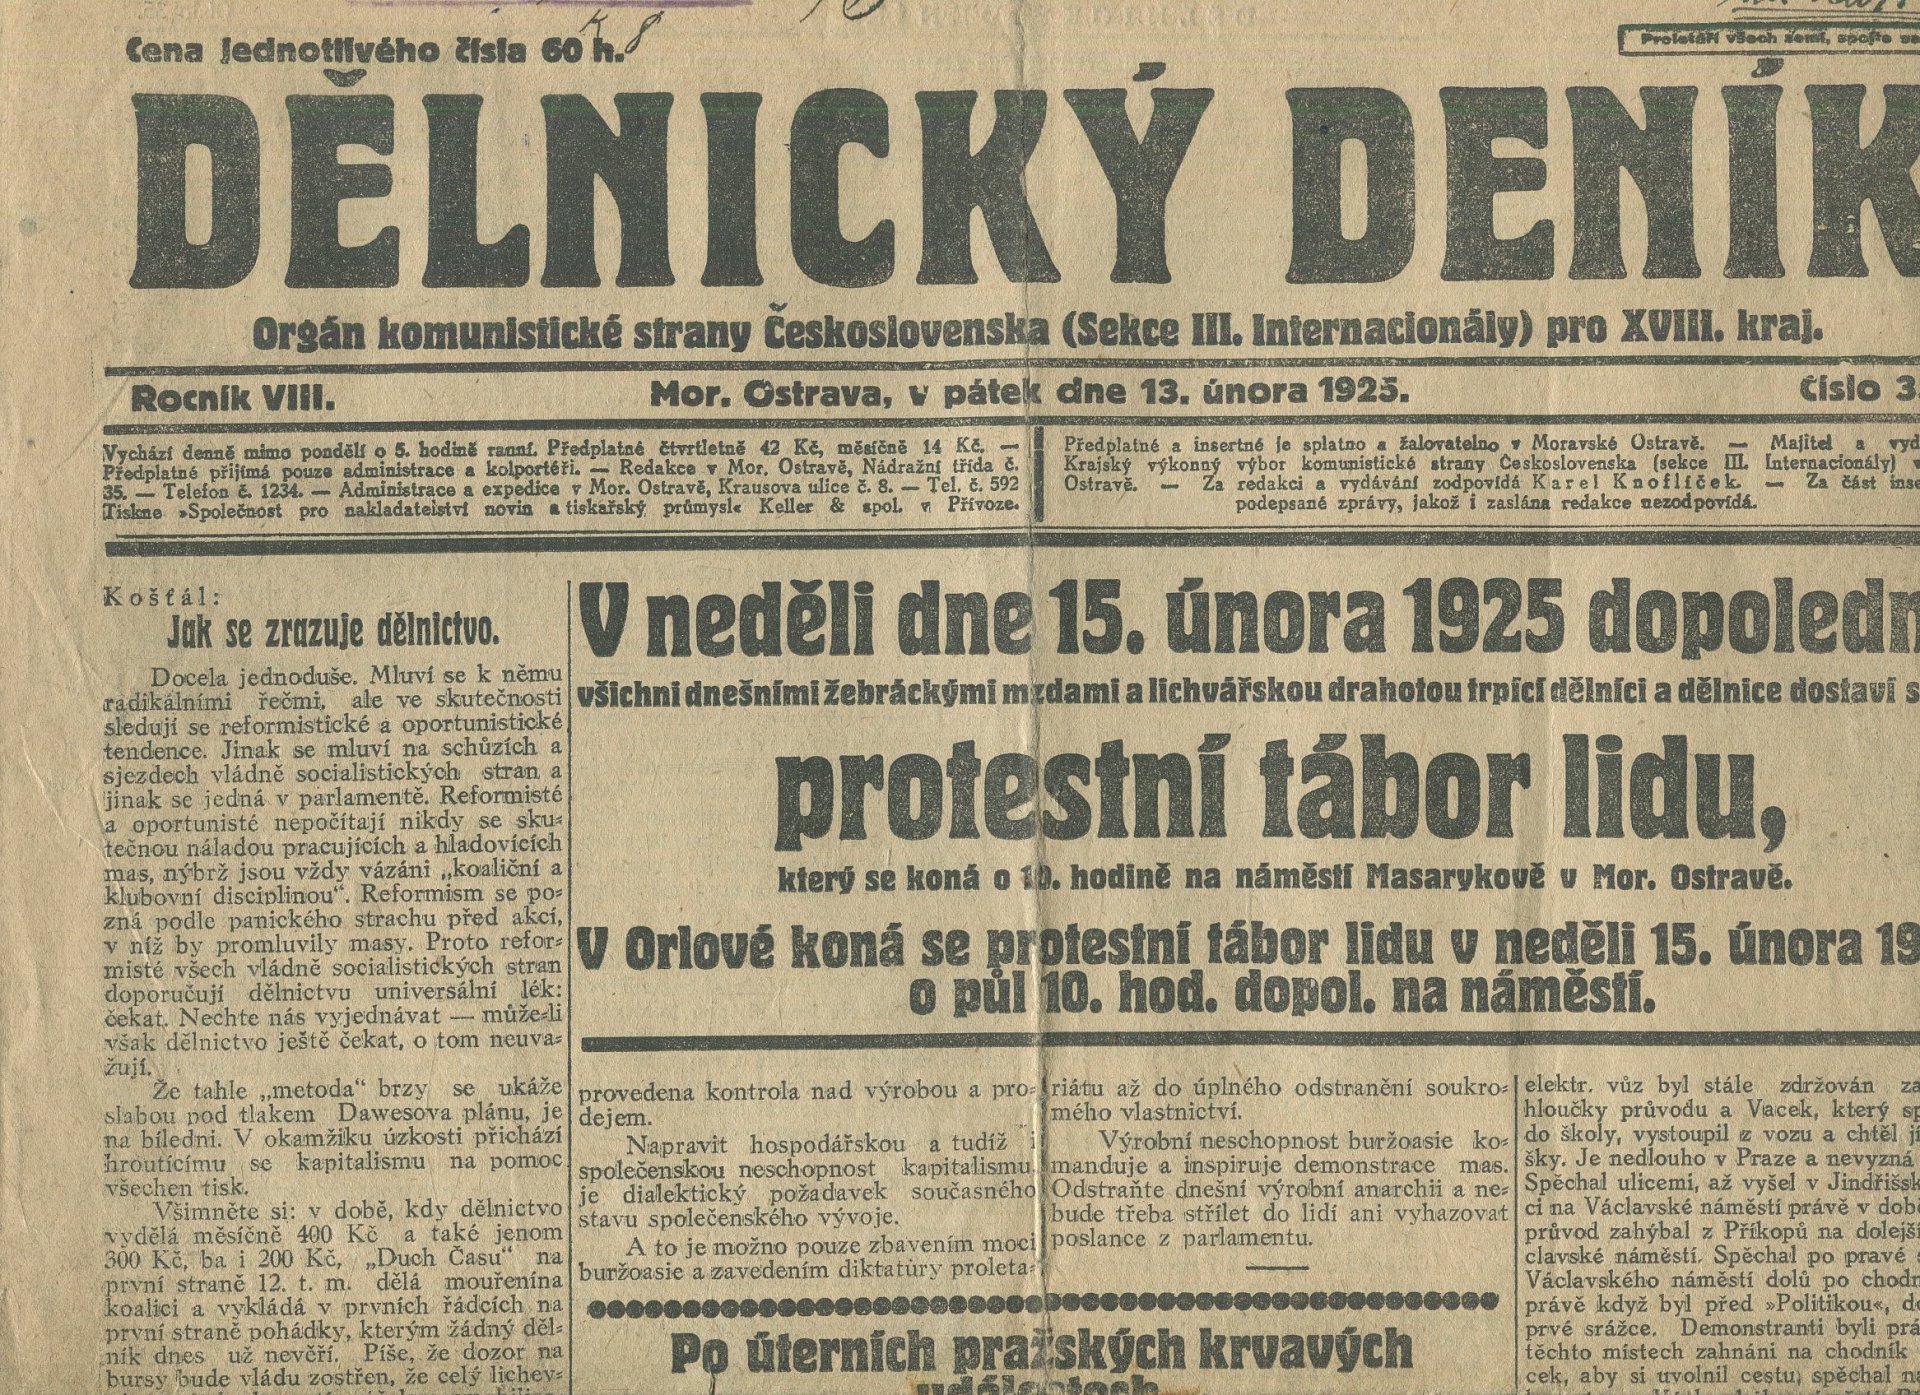 Cena jednotlivého čísla 60 h.
Proletáři všech zemí, spojte se
DĚLNICKÝ DENÍK
Orgán komunistické strany Československa (Sekce III. Internacionály) pro XVIII. kraj.
Ročník VIII.
Mor. Ostrava, v pátek dne 13. února 1925.
Číslo 3
Vychází denně mimo pondělí o 5. hodině ranní. Předplatné čtvrtletně 42 Kč, měsíčně 14 Kč. —
Předplatné přijímá pouze administrace a kolportéři. — Redakce v Mor. Ostravě, Nádražní třída č.
35. — Telefon č. 1234. — Administrace a expedice v Mor. Ostravě, Krausova ulice č. 8. — Tel. č. 592
Tiskne »Společnost pro nakladatelství novin a tiskařský průmysl« Keller & spol. v Přívoze.
Předplatné a insertné je splatno a žalovatelno v Moravské Ostravě. — Majitel a vyd
Krajský výkonný výbor komunistické strany Československa (sekce III. Internacionály) v
Ostravě. — Za redakci a vydávání zodpovídá Karel Knoflíček. — Za část inse
podepsané zprávy, jakož i zaslána redakce nezodpovídá.
Košťál:
Jak se zrazuje dělnictvo.
Docela jednoduše. Mluví se k němu
radikálními řečmi, ale ve skutečnosti
sledují se reformistické a oportunistické
tendence. Jinak se mluví na schůzích a
sjezdech vládně socialistických stran a
jinak se jedná v parlamentě. Reformisté
a oportunisté nepočítají nikdy se sku-
tečnou náladou pracujících a hladovících
mas, nýbrž jsou vždy vázáni „koaliční a
klubovní disciplinou“. Reformism se po-
zná podle panického strachu před akcí,
v níž by promluvily masy. Proto refor-
misté všech vládně socialistických stran
doporučují dělnictvu universální lék:
čekat. Nechte nás vyjednávat — může-li
však dělnictvo ještě čekat, o tom neuva-
žují.
Že tahle „metoda“ brzy se ukáže
slabou pod tlakem Dawesova plánu, je
na bíledni. V okamžiku úzkosti přichází
hroutícímu se kapitalismu na pomoc
všechen tisk.
Všimněte si: v době, kdy dělnictvo
vydělá měsíčně 400 Kč a také jenom
300 Kč, ba i 200 Kč, „Duch Času“ na
první straně 12. t. m. dělá mouřenína
koalici a vykládá v prvních řádcích na
první straně pohádky, kterým žádný děl-
ník dnes už nevěří. Píše, že dozor na
bursy bude vládu zostřen, že celý lichev-
V neděli dne 15. února 1925 dopoledn
všichni dnešními žebráckými mzdami a lichvářskou drahotou trpící dělníci a dělnice dostaví s
protestní tábor lidu,
který se koná o 10. hodině na náměstí Masarykově v Mor. Ostravě.
V Orlové koná se protestní tábor lidu v neděli 15. února 19
o půl 10. hod. dopol. na náměstí.
provedena kontrola nad výrobou a pro-
dejem.
Napravit hospodářskou a tudíž i
společenskou neschopnost kapitalismu
je dialektický požadavek současného
stavu společenského vývoje.
A to je možno pouze zbavením moci
buržoasie a zavedením diktatury proleta-
riátu až do úplného odstranění soukro-
mého vlastnictví.
Výrobní neschopnost buržoasie ko-
manduje a inspiruje demonstrace mas.
Odstraňte dnešní výrobní anarchii a ne-
bude třeba střílet do lidí ani vyhazovat
poslance z parlamentu.
Po úterních pražských krvavých
událostech
elektr. vůz byl stále zdržován za
hloučky průvodu a Vacek, který sp
do školy, vystoupil z vozu a chtěl jí
šky. Je nedlouho v Praze a nevyzná
Spěchal ulicemi, až vyšel v Jindřišsk
ci na Václavské náměstí právě v době
průvod zahýbal z Příkopů na dolejší
clavské náměstí. Spěchal po pravé s
Václavského náměstí dolů po chodn
právě když byl před »Politikou«, do
prvé srážce. Demonstranti byli prá
těchto místech zahnáni na chodník
cek, aby si uvolnil cestu, spěchal na